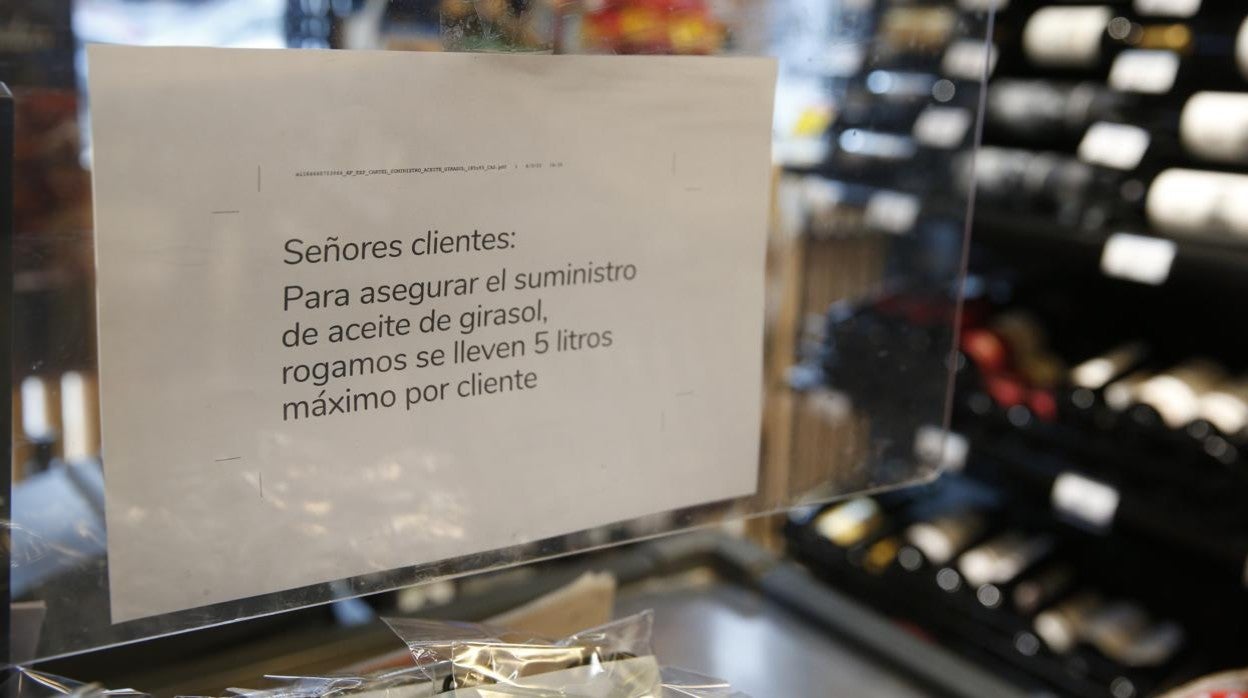 Señores clientes:
Para asegurar el suministro
de aceite de girasol,
rogamos se lleven 5 litros
máximo por cliente